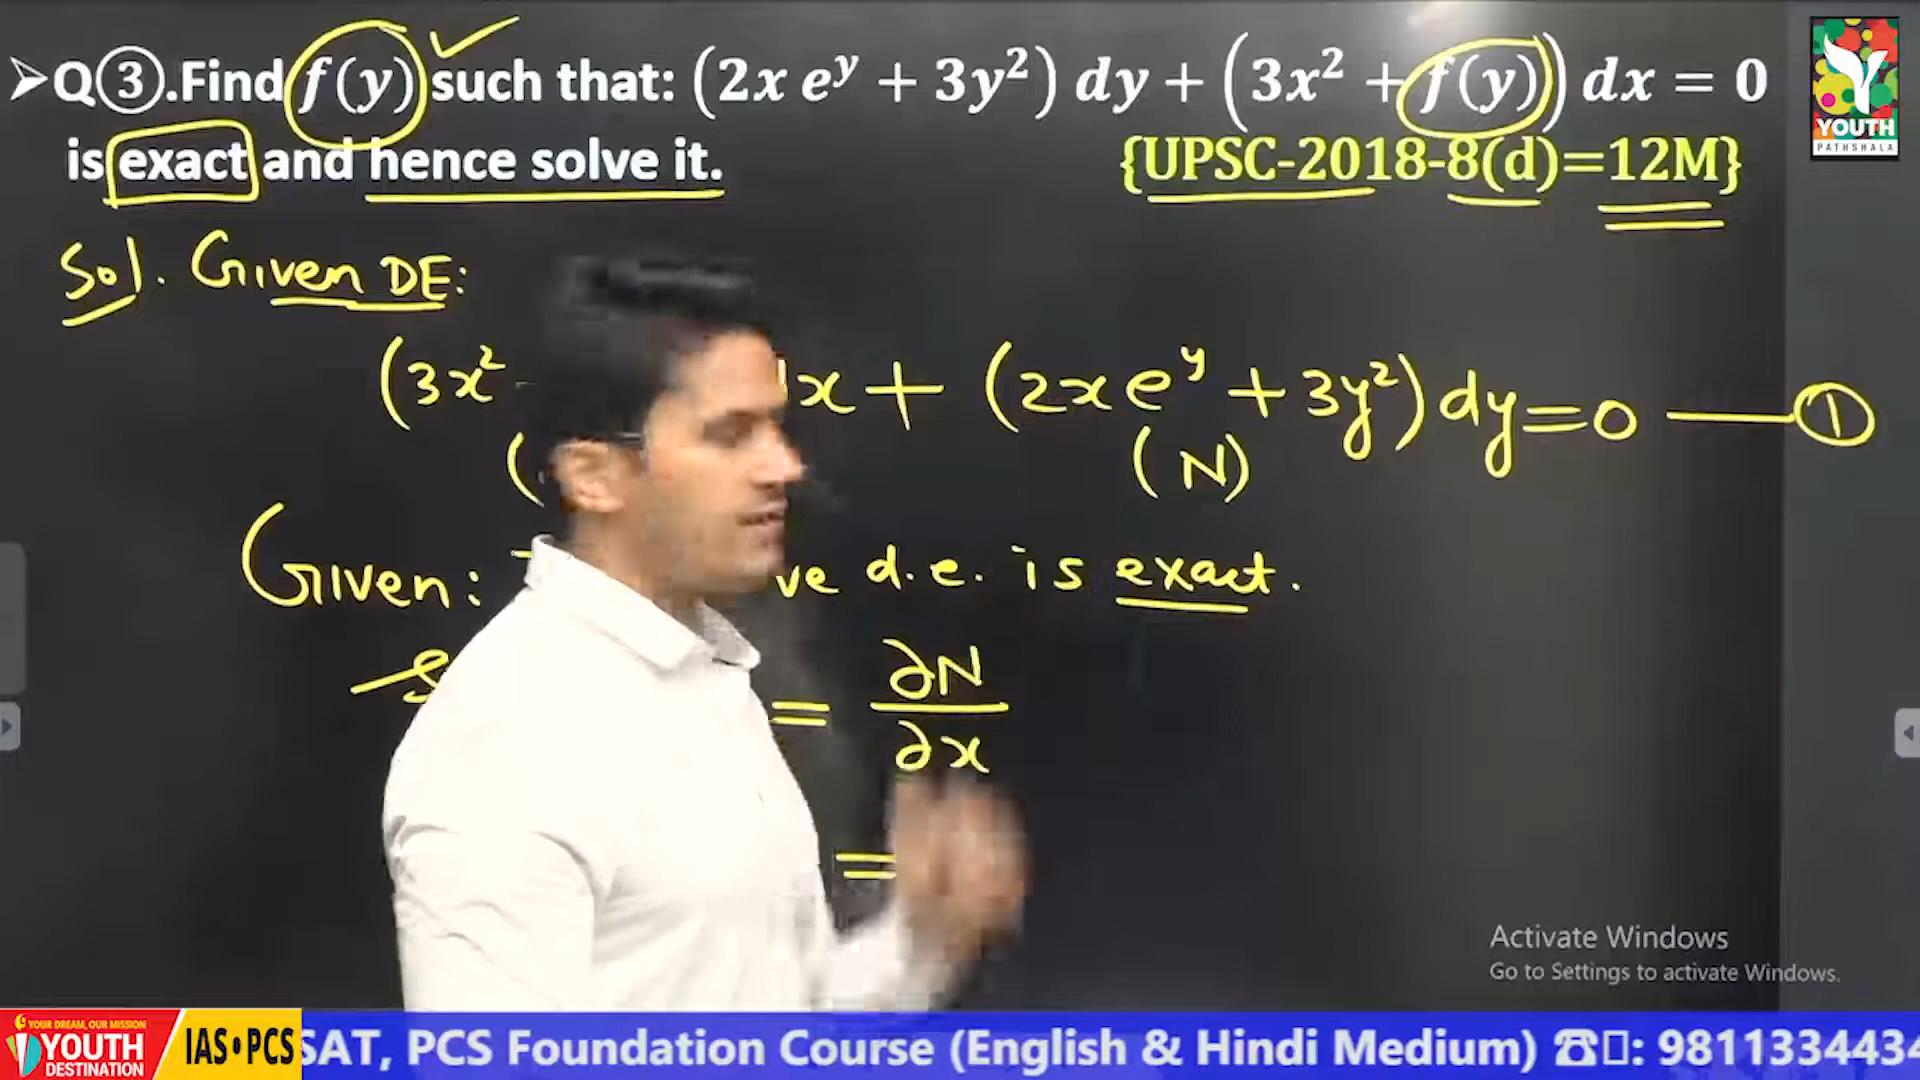 ➤Q③.Find f(y) such that: (2x e^y + 3y²) dy + (3x² + f(y)) dx = 0
is exact and hence solve it.
{UPSC-2018-8(d)=12M}
YOUTH
PATHSHALA
Sol. Given DE:
(3x² x + (2x e^y + 3y²) dy = 0 — ①
( (N)
Given: ve d.e. is exact.
= ∂N/∂x
=
Activate Windows
Go to Settings to activate Windows.
YOUR DREAM, OUR MISSION
YOUTH
DESTINATION
IAS•PCS
SAT, PCS Foundation Course (English & Hindi Medium) ☎: 981133443